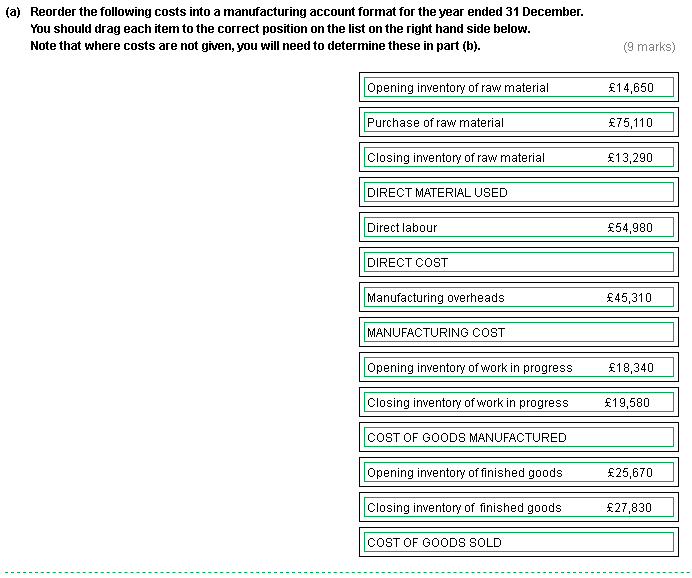 (a) Reorder the following costs into a manufacturing account format for the year ended 31 December.
You should drag each item to the correct position on the list on the right hand side below.
Note that where costs are not given, you will need to determine these in part (b). (9 marks)
Opening inventory of raw material £14,650
Purchase of raw material £75,110
Closing inventory of raw material £13,290
DIRECT MATERIAL USED
Direct labour £54,980
DIRECT COST
Manufacturing overheads £45,310
MANUFACTURING COST
Opening inventory of work in progress £18,340
Closing inventory of work in progress £19,580
COST OF GOODS MANUFACTURED
Opening inventory of finished goods £25,670
Closing inventory of finished goods £27,830
COST OF GOODS SOLD